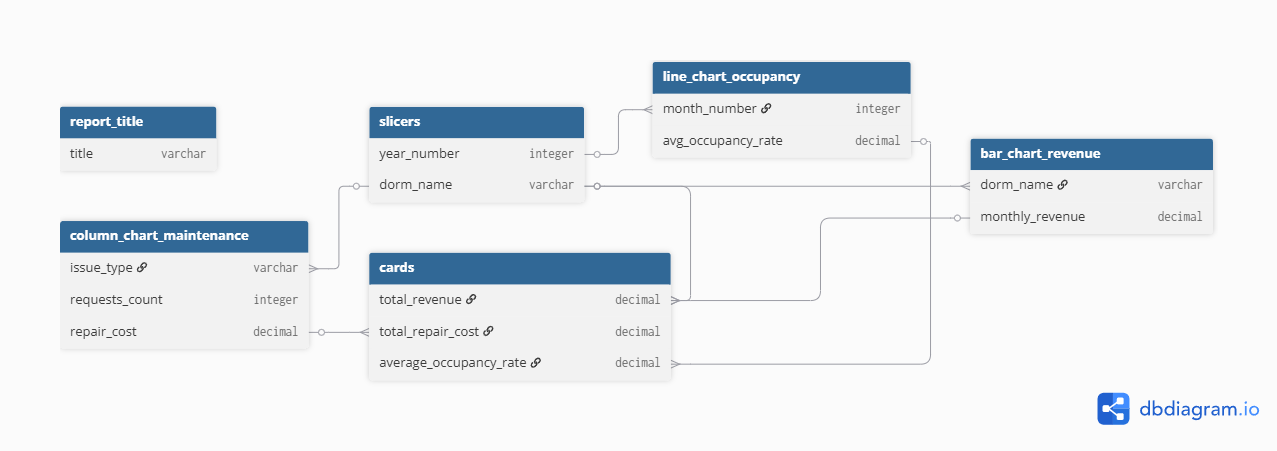 report_title
title varchar
slicers
year_number integer
dorm_name varchar
line_chart_occupancy
month_number integer
avg_occupancy_rate decimal
bar_chart_revenue
dorm_name varchar
monthly_revenue decimal
column_chart_maintenance
issue_type varchar
requests_count integer
repair_cost decimal
cards
total_revenue decimal
total_repair_cost decimal
average_occupancy_rate decimal
dbdiagram.io